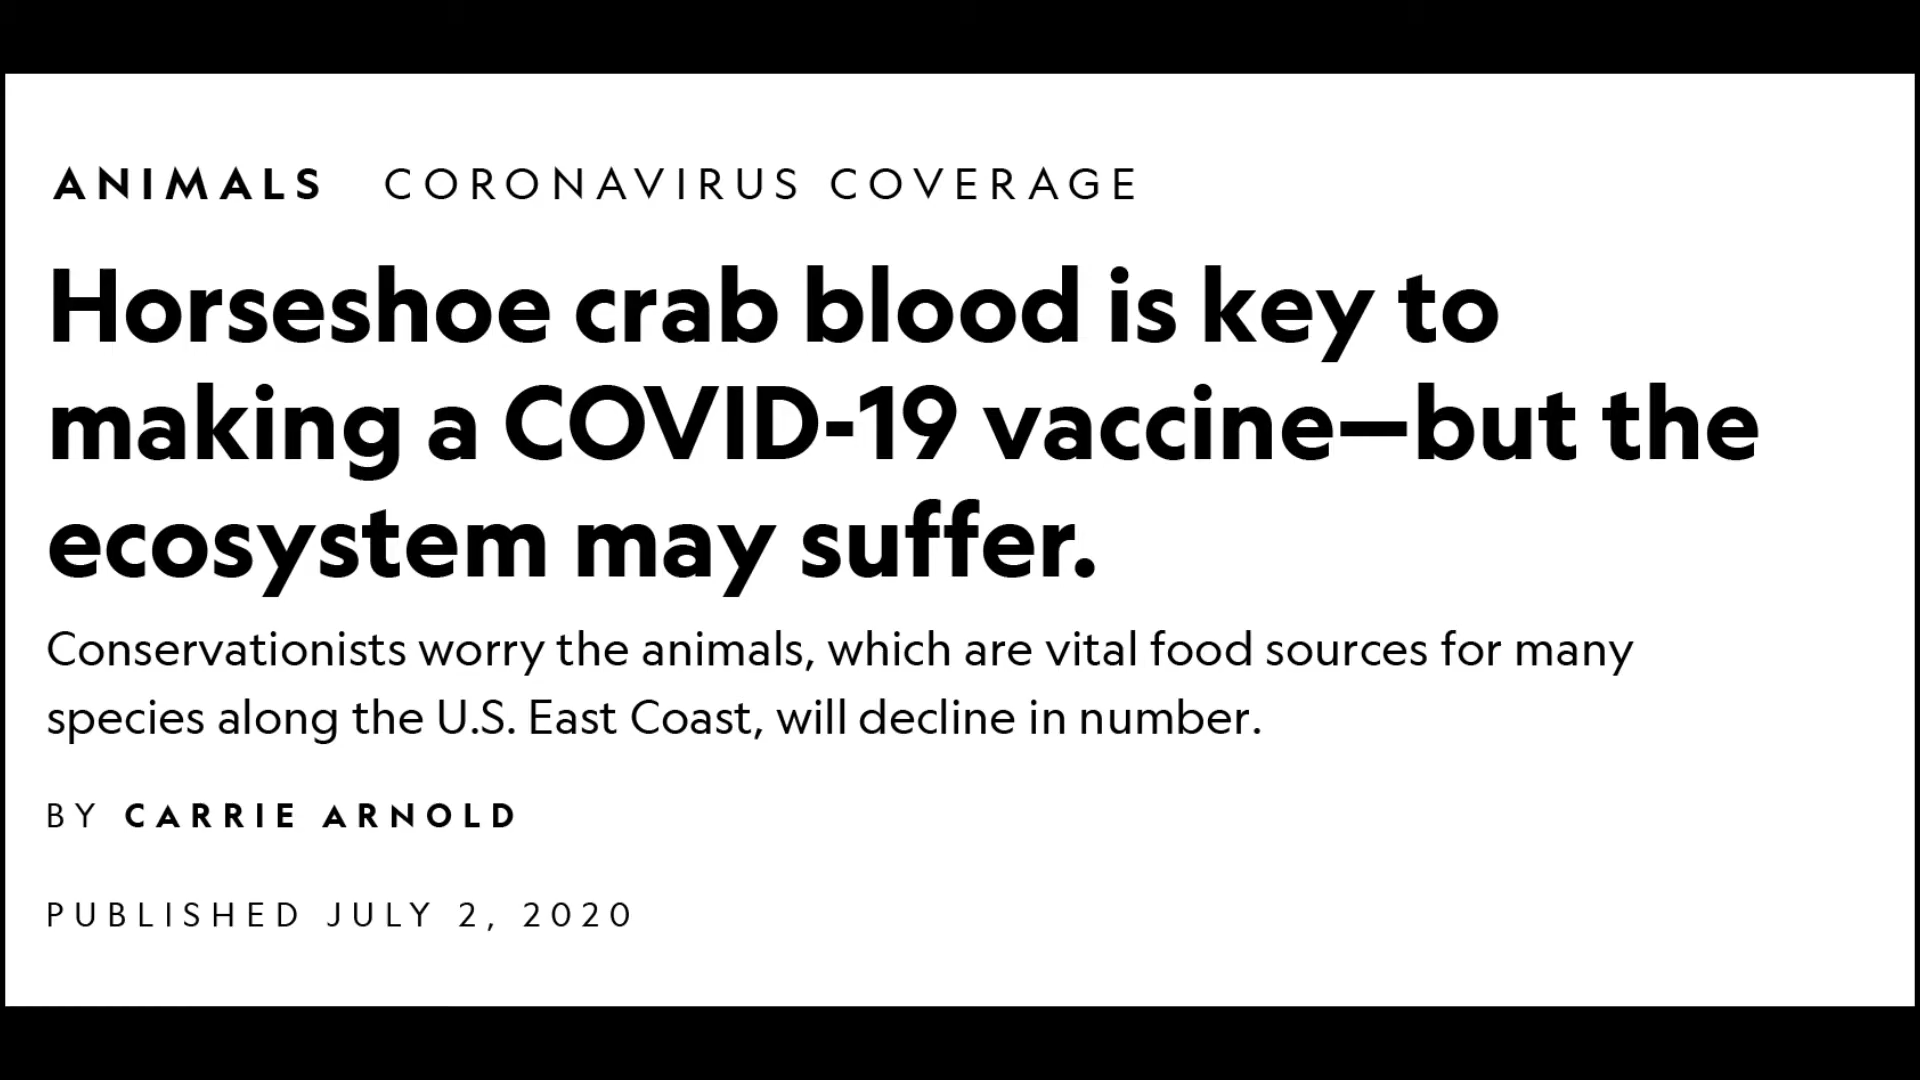 ANIMALS CORONAVIRUS COVERAGE
Horseshoe crab blood is key to
making a COVID-19 vaccine—but the
ecosystem may suffer.
Conservationists worry the animals, which are vital food sources for many
species along the U.S. East Coast, will decline in number.
BY CARRIE ARNOLD
PUBLISHED JULY 2, 2020